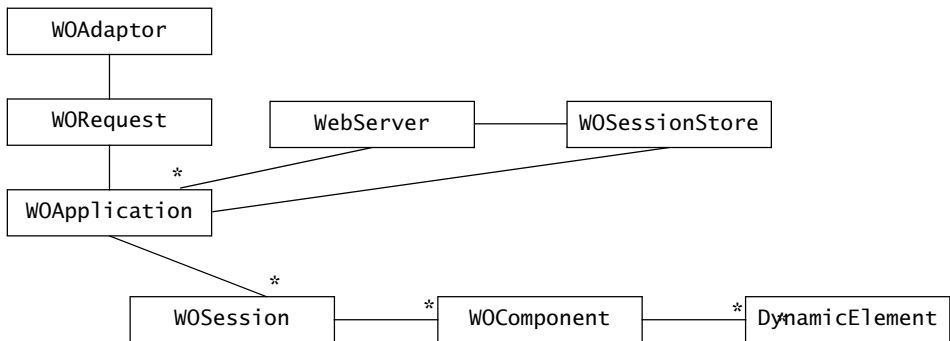 WOAdaptor
WORequest
WebServer
WOSessionStore
*
WOApplication
*
WOSession
*
WOComponent
*
DynamicElement
*